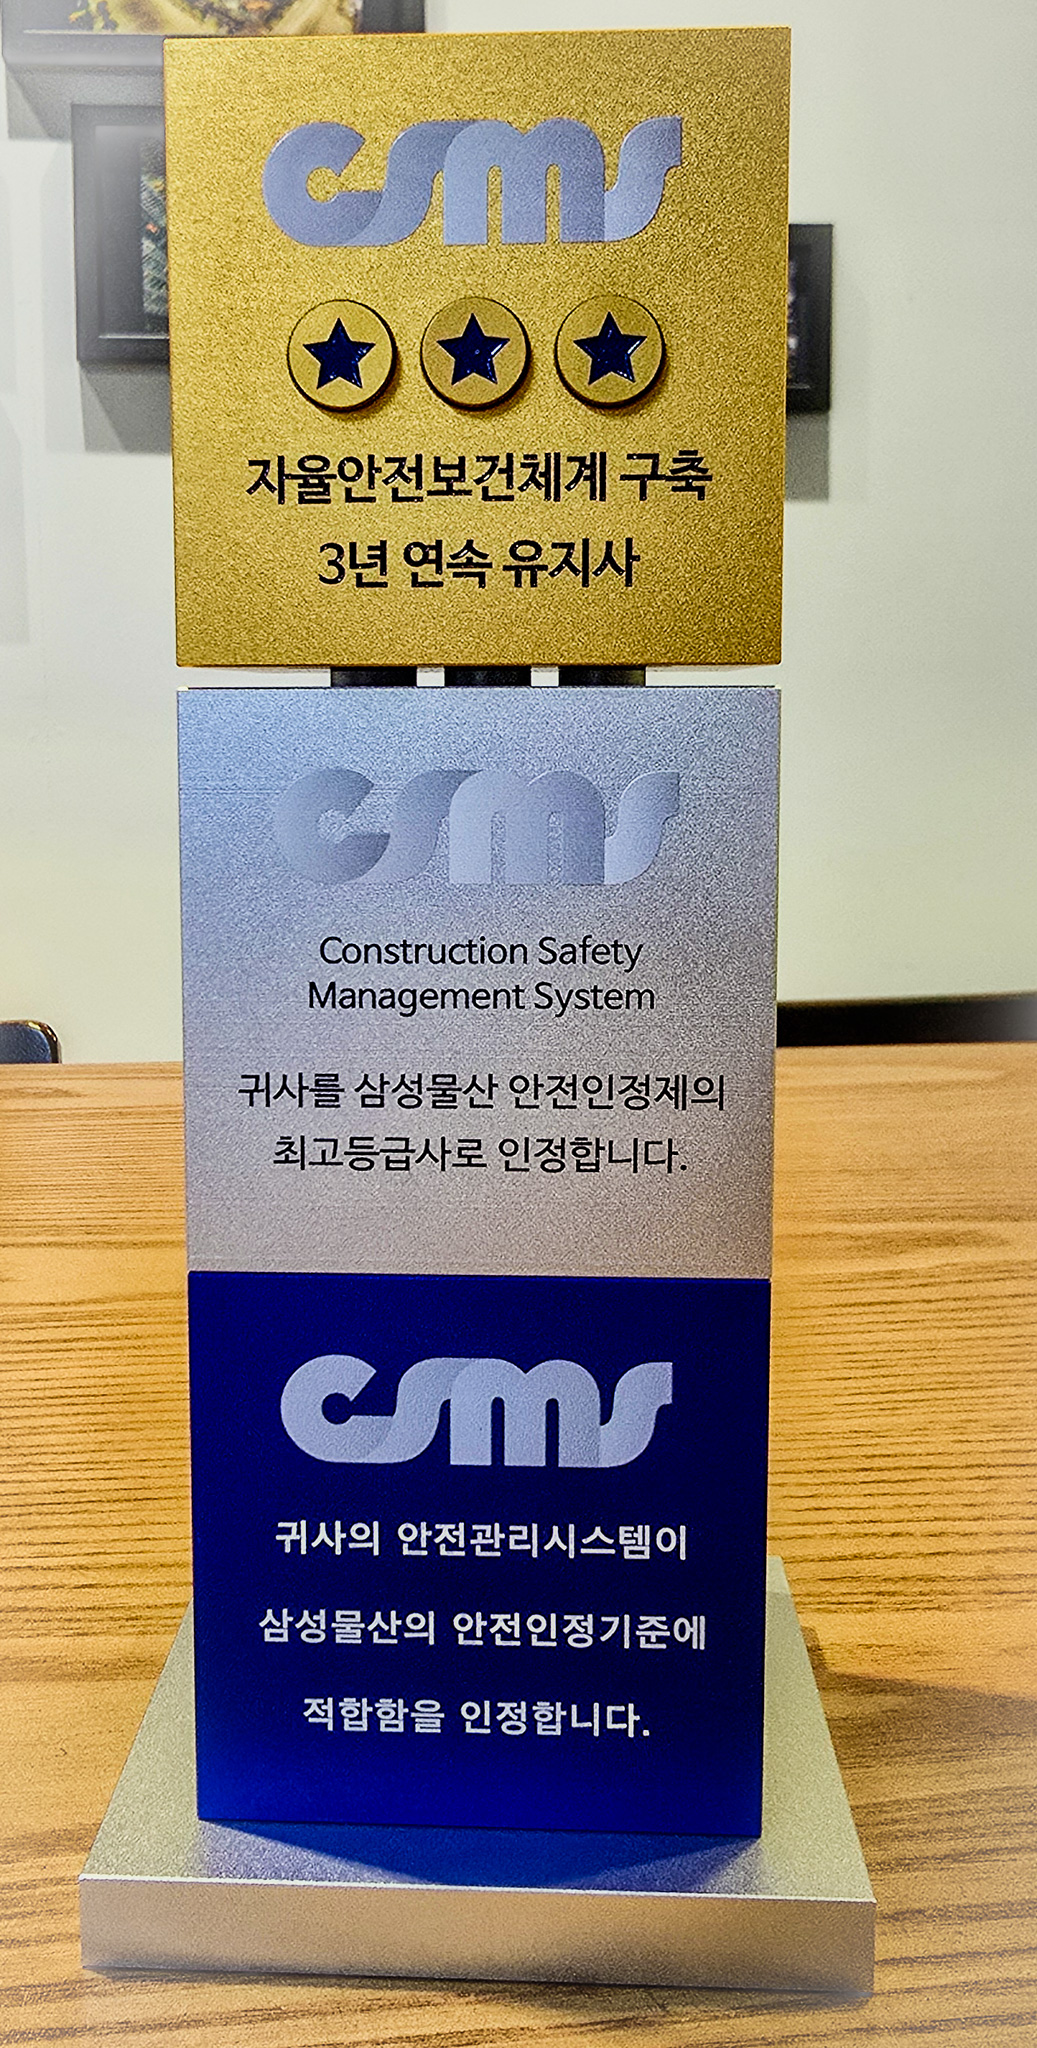 csms
자율안전보건체계 구축
3년 연속 유지사
csms
Construction Safety
Management System
귀사를 삼성물산 안전인정제의
최고등급사로 인정합니다.
csms
귀사의 안전관리시스템이
삼성물산의 안전인정기준에
적합함을 인정합니다.